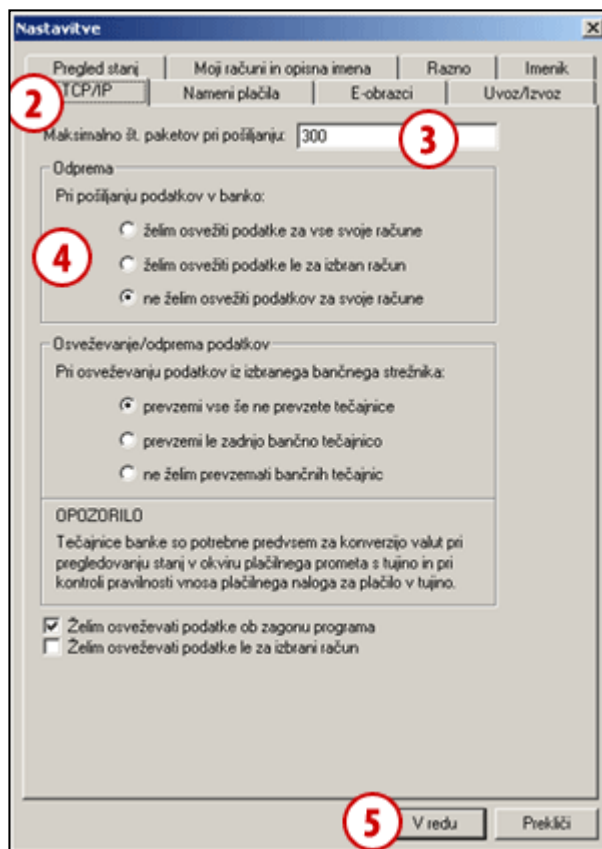 Nastavitve
Pregled stanj
Moji računi in opisna imena
Razno
Imenik
2
TCP/IP
Nameni plačila
E-obrazci
Uvoz/Izvoz
Maksimalno št. paketov pri pošiljanju:
300
3
Odprema
Pri pošiljanju podatkov v banko:
želim osvežiti podatke za vse svoje račune
4
želim osvežiti podatke le za izbran račun
ne želim osvežiti podatkov za svoje račune
Osveževanje/odprema podatkov
Pri osveževanju podatkov iz izbranega bančnega strežnika:
prevzemi vse še ne prevzete tečajnice
prevzemi le zadnjo bančno tečajnico
ne želim prevzemati bančnih tečajnic
OPOZORILO
Tečajnice banke so potrebne predvsem za konverzijo valut pri
pregledovanju stanj v okviru plačilnega prometa s tujino in pri
kontroli pravilnosti vnosa plačilnega naloga za plačilo v tujino.
Želim osveževati podatke ob zagonu programa
Želim osveževati podatke le za izbrani račun
5
V redu
Prekliči